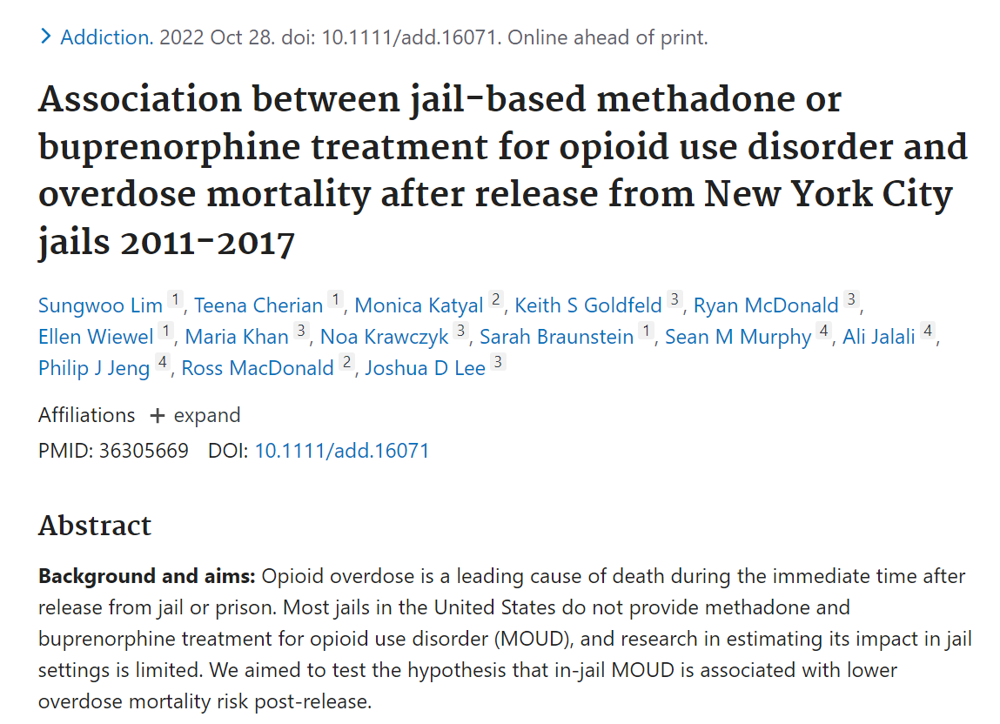 Addiction. 2022 Oct 28. doi: 10.1111/add.16071. Online ahead of print.
Association between jail-based methadone or
buprenorphine treatment for opioid use disorder and
overdose mortality after release from New York City
jails 2011-2017
Sungwoo Lim 1, Teena Cherian 1, Monica Katyal 2, Keith S Goldfeld 3, Ryan McDonald 3,
Ellen Wiewel 1, Maria Khan 3, Noa Krawczyk 3, Sarah Braunstein 1, Sean M Murphy 4, Ali Jalali 4,
Philip J Jeng 4, Ross MacDonald 2, Joshua D Lee 3
Affiliations + expand
PMID: 36305669 DOI: 10.1111/add.16071
Abstract
Background and aims: Opioid overdose is a leading cause of death during the immediate time after
release from jail or prison. Most jails in the United States do not provide methadone and
buprenorphine treatment for opioid use disorder (MOUD), and research in estimating its impact in jail
settings is limited. We aimed to test the hypothesis that in-jail MOUD is associated with lower
overdose mortality risk post-release.